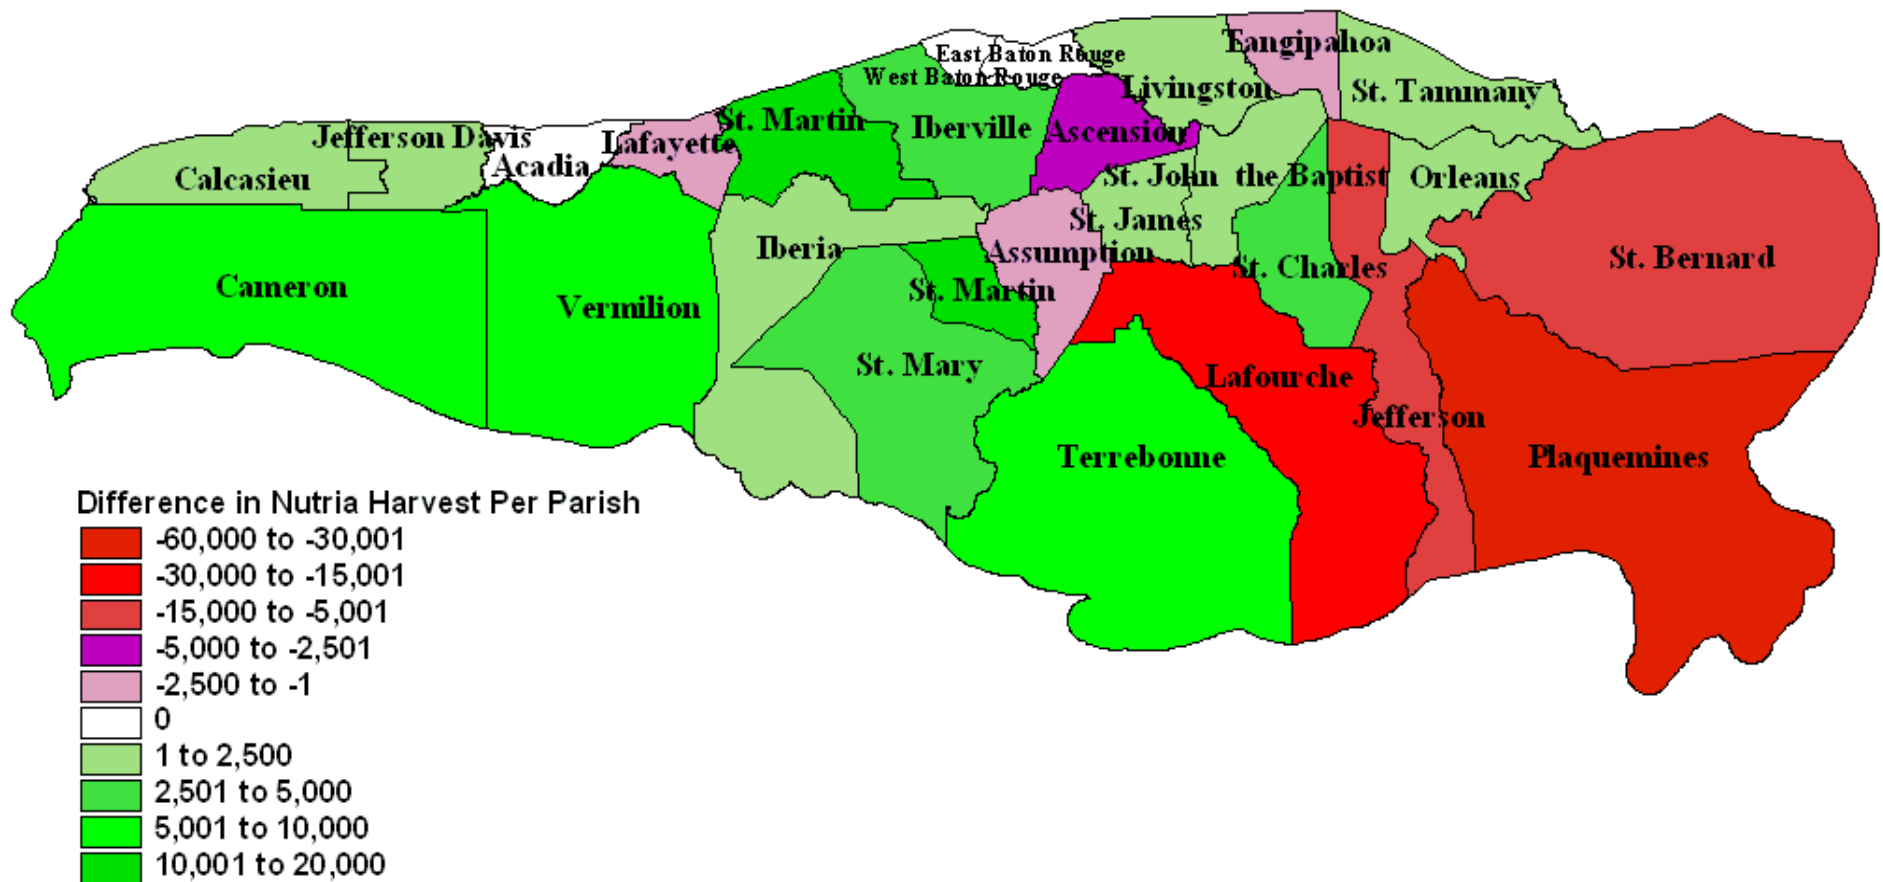 East Baton Rouge
Tangipahoa
West Baton Rouge
Livingston
St. Tammany
St. Martin
Iberville
Ascension
Jefferson Davis
Lafayette
Acadia
Calcasieu
St. John the Baptist
Orleans
St. James
Iberia
Assumption
St. Charles
St. Bernard
Cameron
Vermilion
St. Martin
St. Mary
Lafourche
Jefferson
Terrebonne
Plaquemines
Difference in Nutria Harvest Per Parish
-60,000 to -30,001
-30,000 to -15,001
-15,000 to -5,001
-5,000 to -2,501
-2,500 to -1
0
1 to 2,500
2,501 to 5,000
5,001 to 10,000
10,001 to 20,000